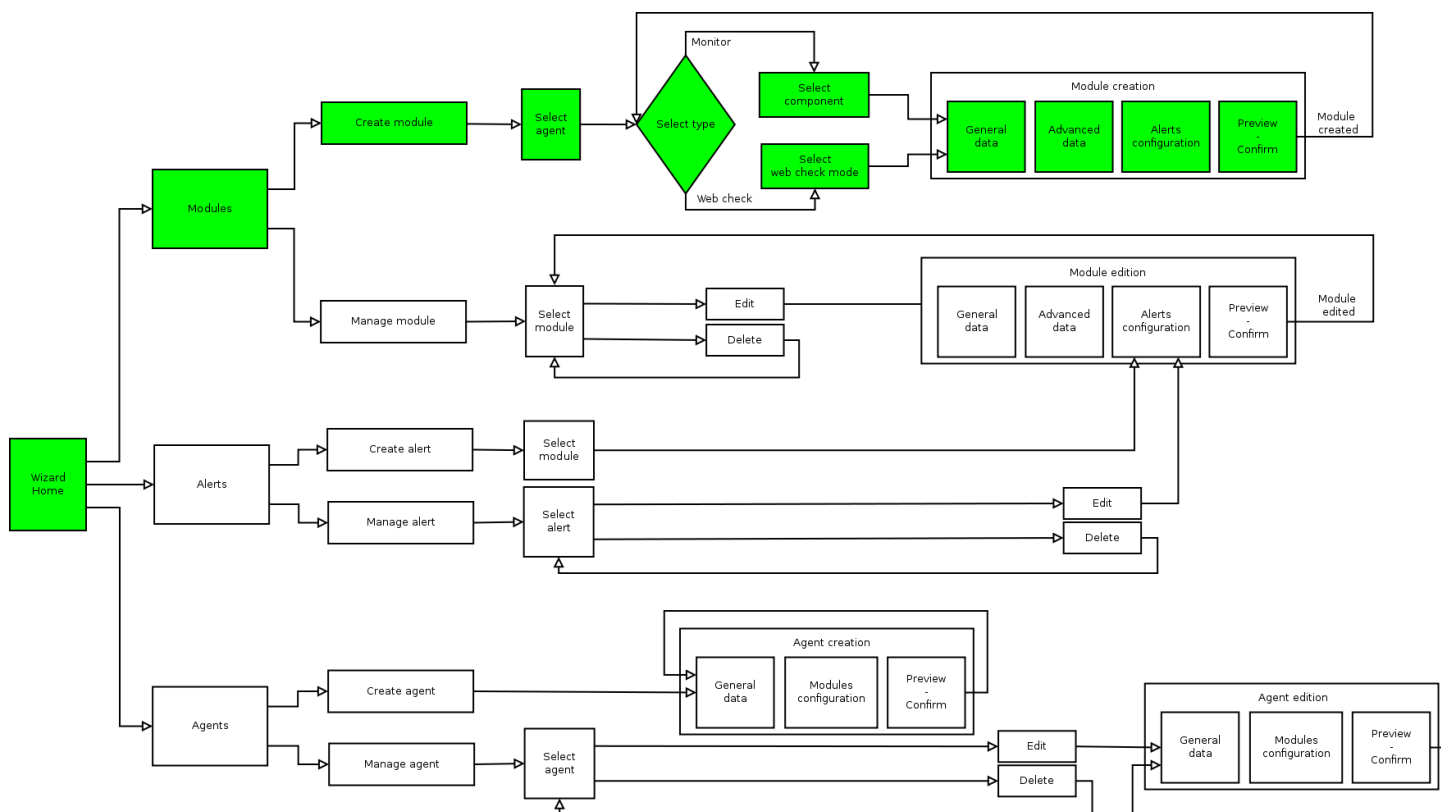 Monitor
Select
component
Module creation
Create module
Select
agent
Select type
General
data
Advanced
data
Alerts
configuration
Preview
-
Confirm
Module
created
Select
web check mode
Web check
Modules
Module edition
Manage module
Select
module
Edit
Delete
General
data
Advanced
data
Alerts
configuration
Preview
-
Confirm
Module
edited
Wizard
Home
Alerts
Create alert
Select
module
Manage alert
Select
alert
Edit
Delete
Agents
Create agent
Agent creation
General
data
Modules
configuration
Preview
-
Confirm
Manage agent
Select
agent
Edit
Delete
Agent edition
General
data
Modules
configuration
Preview
-
Confirm